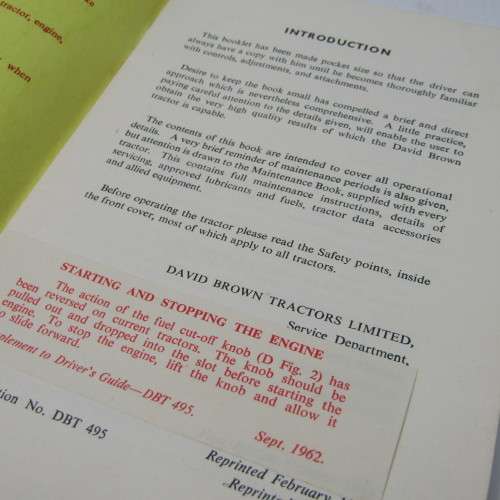 ke
tractor, engine,
when
INTRODUCTION
This booklet has been made pocket size so that the driver can
always have a copy with him until he becomes thoroughly familiar
with controls, adjustments, and attachments.
Desire to keep the book small has compelled a brief and direct
approach which is nevertheless comprehensive. A little practice,
paying careful attention to the details given, will enable the user to
obtain the very high quality results of which the David Brown
tractor is capable.
The contents of this book are intended to cover all operational
details. A very brief reminder of maintenance periods is also given,
but attention is drawn to the Maintenance Book, supplied with every
tractor. This contains full maintenance instructions, details of
servicing, approved lubricants and fuels, tractor data accessories
and allied equipment.
Before operating the tractor please read the Safety points, inside
the front cover, most of which apply to all tractors.
DAVID BROWN TRACTORS LIMITED,
Service Department.
STARTING AND STOPPING THE ENGINE
The action of the fuel cut-off knob (D Fig. 2) has
been reversed on current tractors. The knob should be
pulled out and dropped into the slot before starting the
engine. To stop the engine, lift the knob and allow it
to slide forward.
plement to Driver's Guide—DBT 495.
Sept. 1962.
tion No. DBT 495
Reprinted February
Reprints